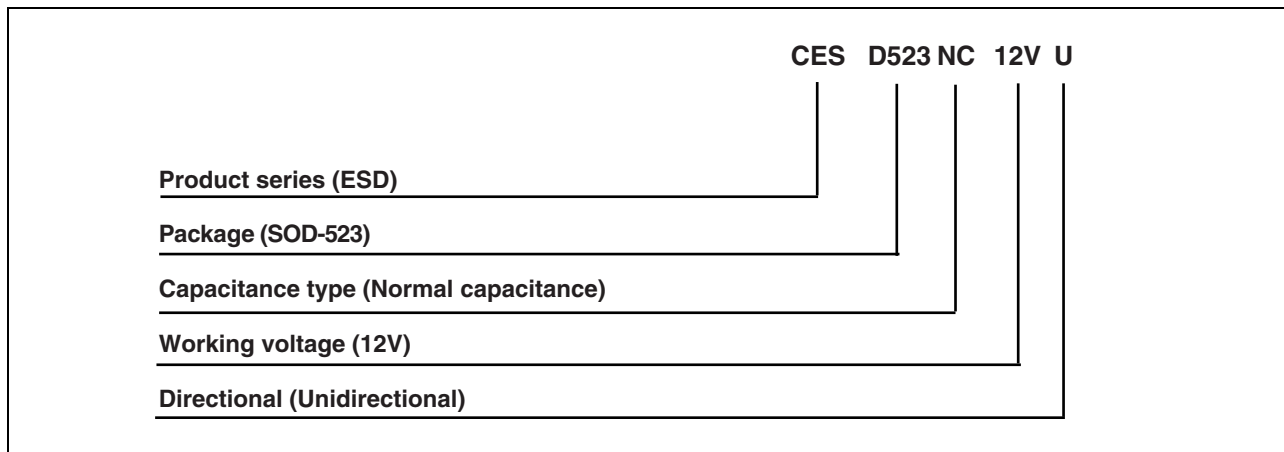 CES D523 NC 12V U
Product series (ESD)
Package (SOD-523)
Capacitance type (Normal capacitance)
Working voltage (12V)
Directional (Unidirectional)